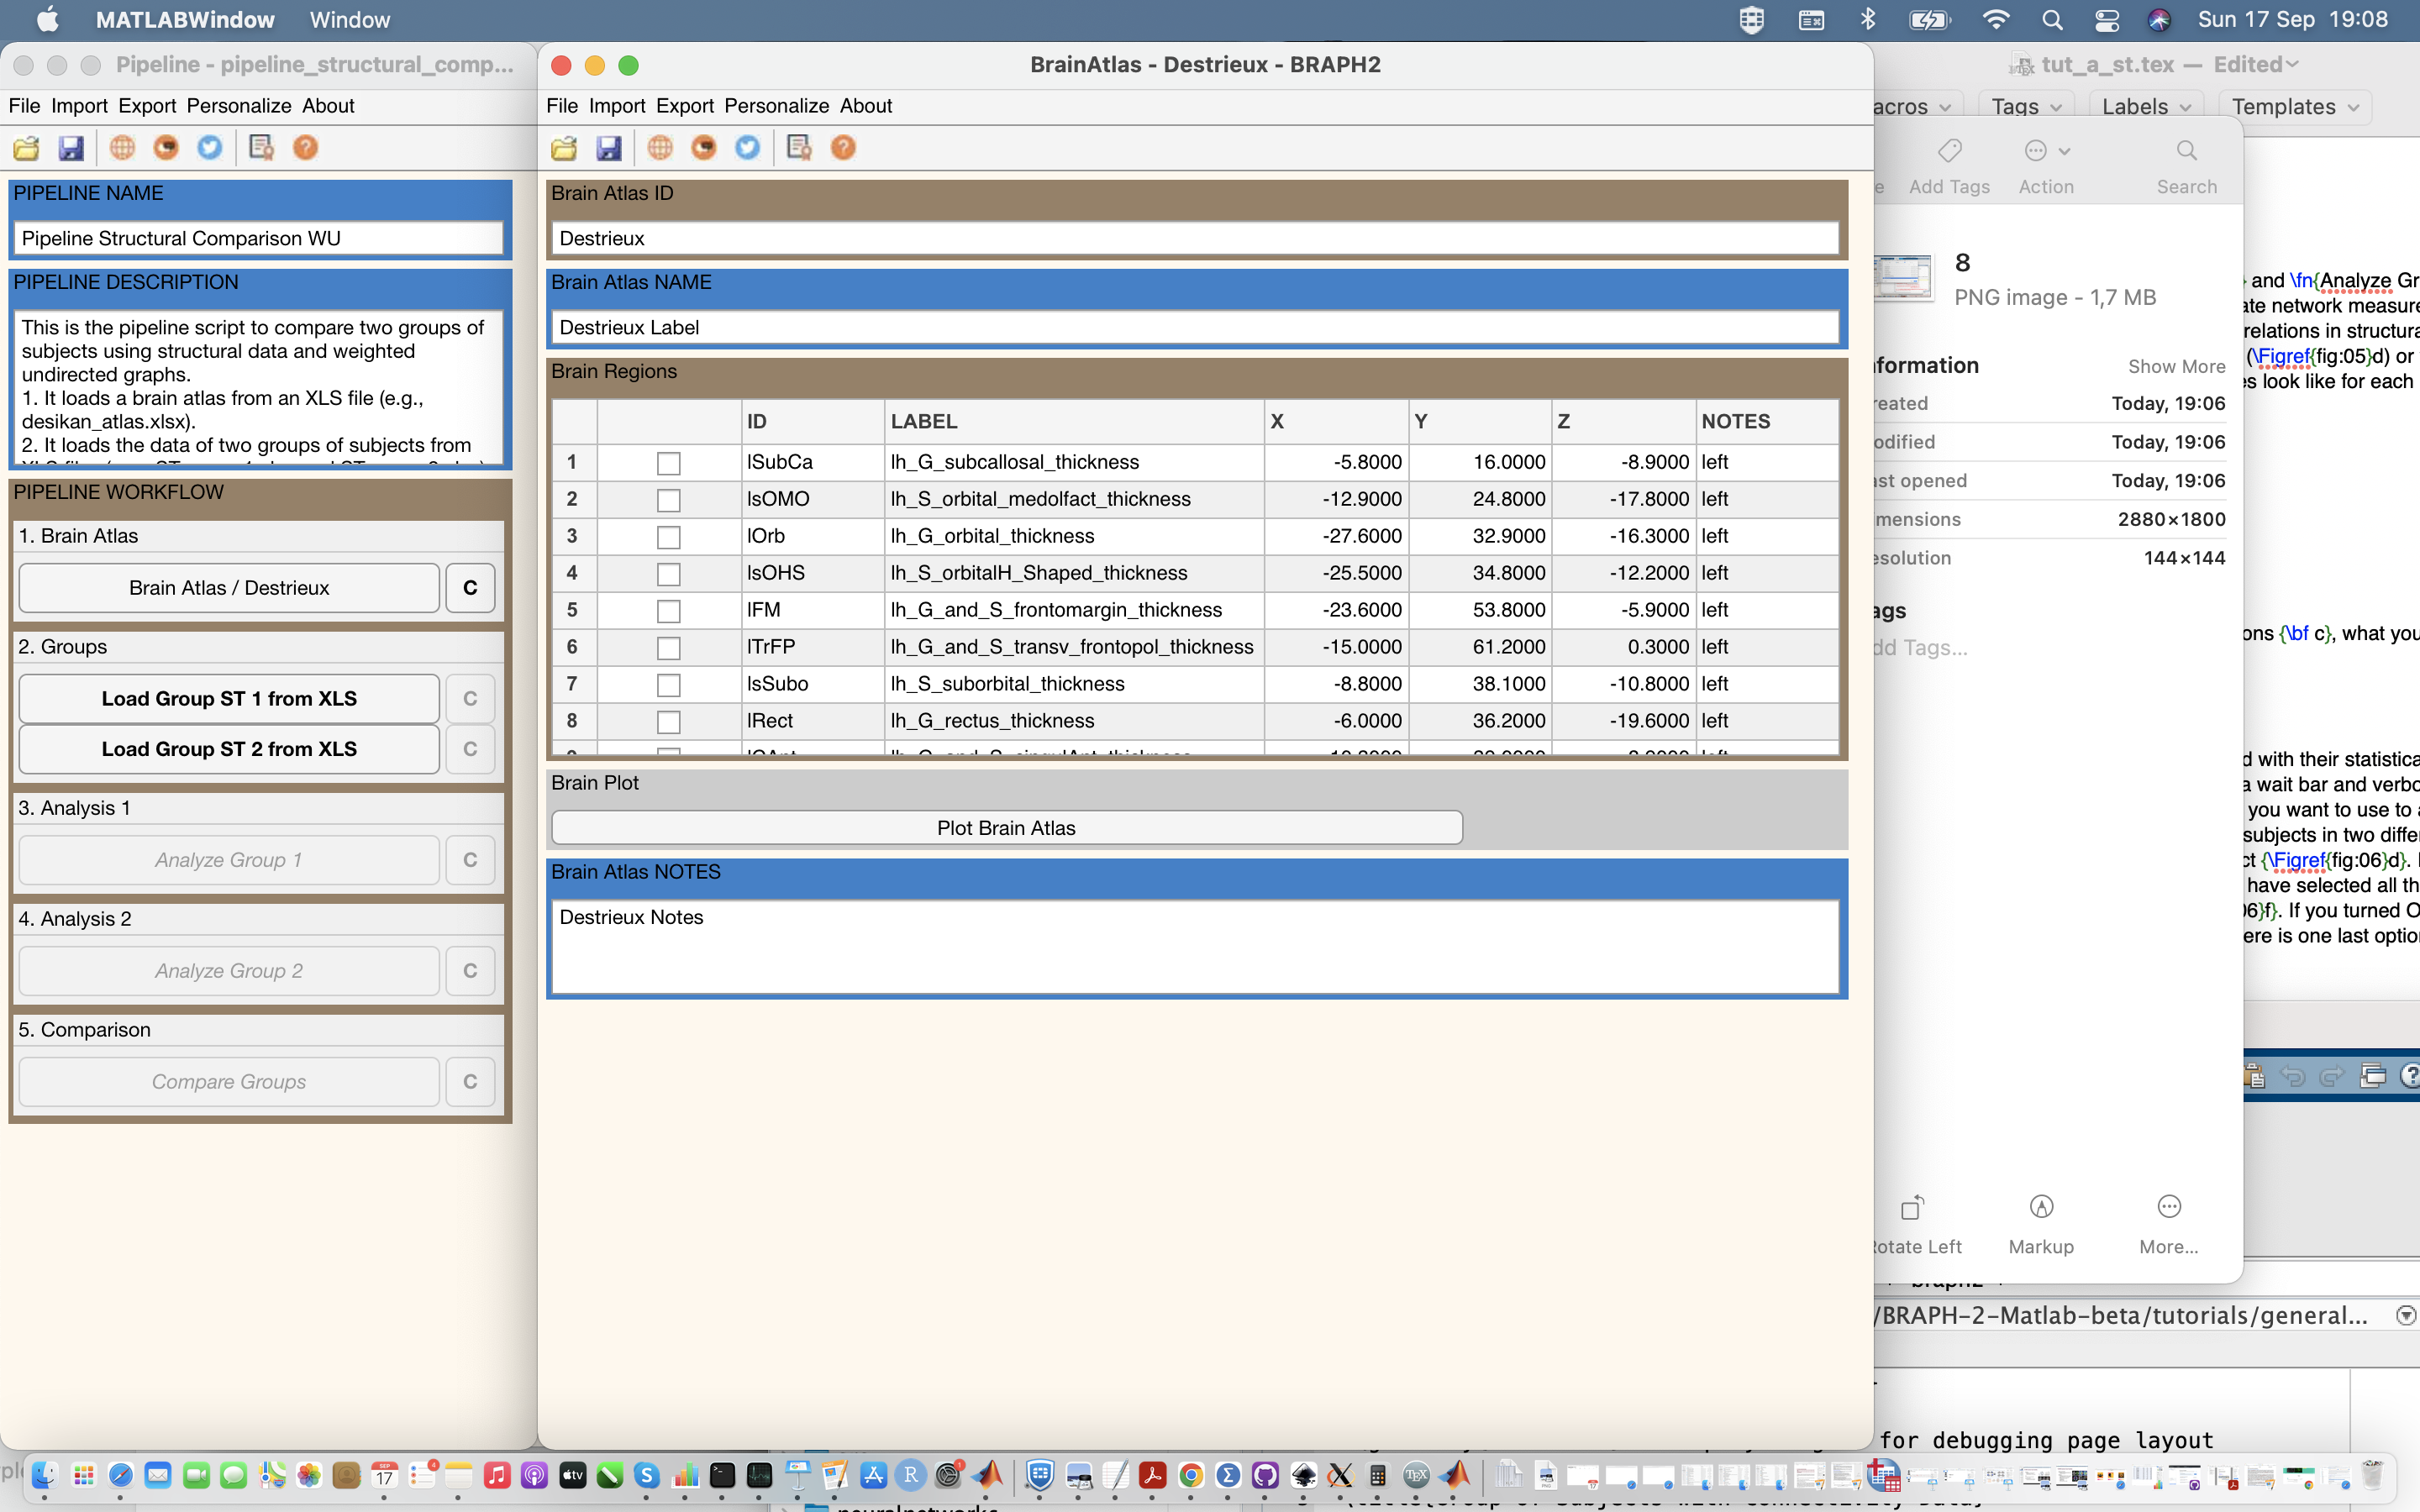 MATLABWindow Window Sun 17 Sep 19:08
Pipeline - pipeline_structural_comp...
File Import Export Personalize About
PIPELINE NAME
Pipeline Structural Comparison WU
PIPELINE DESCRIPTION
This is the pipeline script to compare two groups of
subjects using structural data and weighted
undirected graphs.
1. It loads a brain atlas from an XLS file (e.g.,
desikan_atlas.xlsx).
2. It loads the data of two groups of subjects from
PIPELINE WORKFLOW
1. Brain Atlas
Brain Atlas / Destrieux C
2. Groups
Load Group ST 1 from XLS C
Load Group ST 2 from XLS C
3. Analysis 1
Analyze Group 1 C
4. Analysis 2
Analyze Group 2 C
5. Comparison
Compare Groups C
BrainAtlas - Destrieux - BRAPH2
File Import Export Personalize About
Brain Atlas ID
Destrieux
Brain Atlas NAME
Destrieux Label
Brain Regions
ID LABEL X Y Z NOTES
1 lSubCa lh_G_subcallosal_thickness -5.8000 16.0000 -8.9000 left
2 lsOMO lh_S_orbital_medolfact_thickness -12.9000 24.8000 -17.8000 left
3 lOrb lh_G_orbital_thickness -27.6000 32.9000 -16.3000 left
4 lsOHS lh_S_orbitalH_Shaped_thickness -25.5000 34.8000 -12.2000 left
5 lFM lh_G_and_S_frontomargin_thickness -23.6000 53.8000 -5.9000 left
6 lTrFP lh_G_and_S_transv_frontopol_thickness -15.0000 61.2000 0.3000 left
7 lsSubo lh_S_suborbital_thickness -8.8000 38.1000 -10.8000 left
8 lRect lh_G_rectus_thickness -6.0000 36.2000 -19.6000 left
Brain Plot
Plot Brain Atlas
Brain Atlas NOTES
Destrieux Notes
tut_a_st.tex — Edited
acros Tags Labels Templates
Add Tags Action Search
8
PNG image - 1,7 MB
formation Show More
reated Today, 19:06
odified Today, 19:06
ast opened Today, 19:06
mensions 2880×1800
esolution 144×144
ags
dd Tags...
otate Left Markup More...
and \fn{Analyze Gr
ate network measure
relations in structura
(\Figref{fig:05}d) or
es look like for each
ons {\bf c}, what you
d with their statistica
a wait bar and verbo
you want to use to a
subjects in two differ
ct {\Figref{fig:06}d}.
have selected all th
06}f}. If you turned O
ere is one last option
/BRAPH-2-Matlab-beta/tutorials/general...
for debugging page layout
SEP
17
4
tv
R
TEX